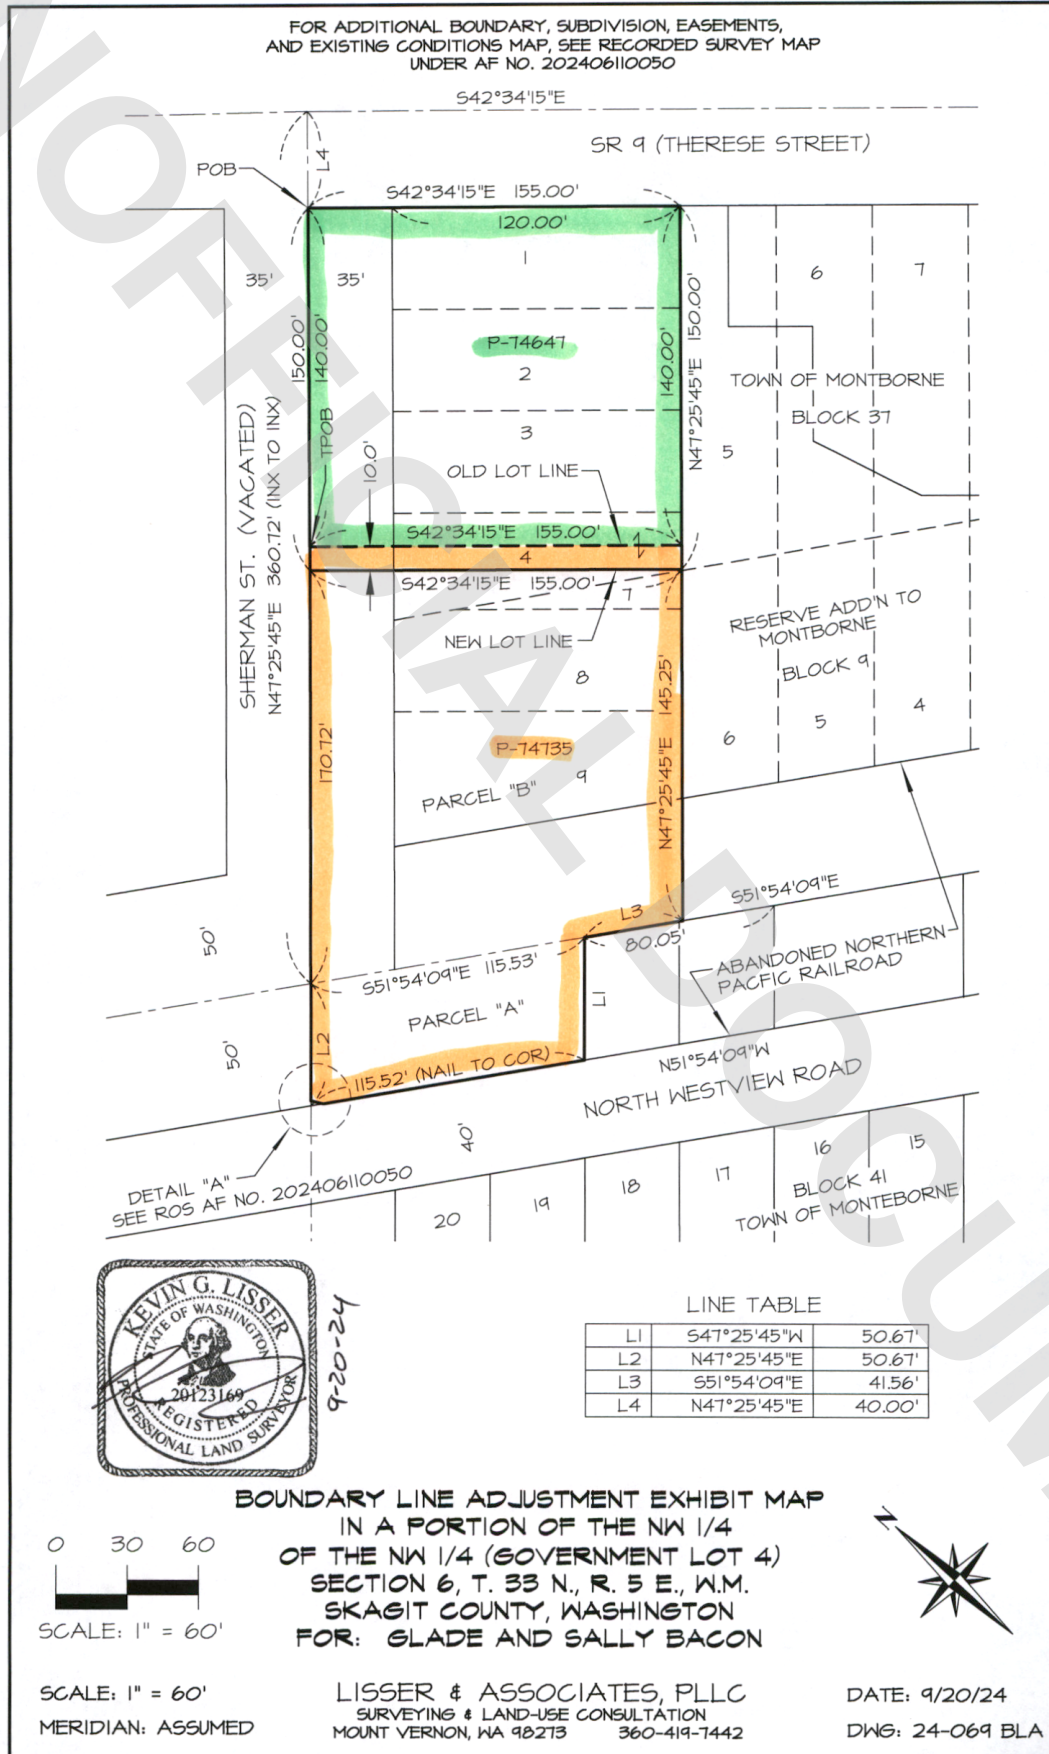 FOR ADDITIONAL BOUNDARY, SUBDIVISION, EASEMENTS,
AND EXISTING CONDITIONS MAP, SEE RECORDED SURVEY MAP
UNDER AF NO. 202406110050
S42°34'15"E
SR 9 (THERESE STREET)
L4
POB
S42°34'15"E 155.00'
120.00'
35'
35'
1
6
7
P-74647
2
150.00'
140.00'
140.00'
N47°25'45"E 150.00'
TOWN OF MONTBORNE
BLOCK 37
3
5
TPOB
10.0'
OLD LOT LINE
SHERMAN ST. (VACATED)
N47°25'45"E 360.72' (INX TO INX)
S42°34'15"E 155.00'
Z
4
S42°34'15"E 155.00'
7
RESERVE ADD'N TO
MONTBORNE
BLOCK 9
NEW LOT LINE
8
6
5
4
170.72'
P-74735
PARCEL "B"
9
N47°25'45"E 145.25'
S51°54'09"E
L3
80.05'
50'
S51°54'09"E 115.53'
ABANDONED NORTHERN
PACFIC RAILROAD
L1
PARCEL "A"
50'
L2
115.52' (NAIL TO COR)
N51°54'09"W
NORTH WESTVIEW ROAD
40'
DETAIL "A"
SEE ROS AF NO. 202406110050
20
19
18
17
16
15
BLOCK 41
TOWN OF MONTEBORNE
KEVIN G. LISSER
STATE OF WASHINGTON
20123169
REGISTERED
PROFESSIONAL LAND SURVEYOR
9-20-24
LINE TABLE
L1 S47°25'45"W 50.67'
L2 N47°25'45"E 50.67'
L3 S51°54'09"E 41.56'
L4 N47°25'45"E 40.00'
BOUNDARY LINE ADJUSTMENT EXHIBIT MAP
IN A PORTION OF THE NW 1/4
OF THE NW 1/4 (GOVERNMENT LOT 4)
SECTION 6, T. 33 N., R. 5 E., W.M.
SKAGIT COUNTY, WASHINGTON
FOR: GLADE AND SALLY BACON
0 30 60
SCALE: 1" = 60'
Z
SCALE: 1" = 60'
MERIDIAN: ASSUMED
LISSER & ASSOCIATES, PLLC
SURVEYING & LAND-USE CONSULTATION
MOUNT VERNON, WA 98273 360-419-7442
DATE: 9/20/24
DWG: 24-069 BLA
NOFFICIAL DOCUM